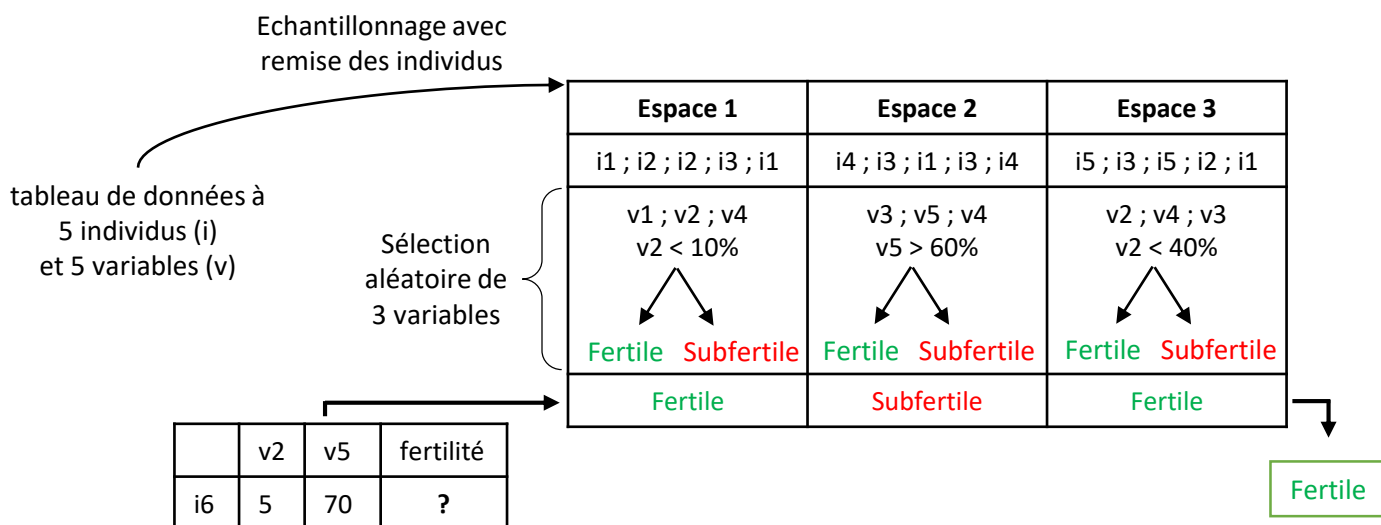 Echantillonnage avec
remise des individus
tableau de données à
5 individus (i)
et 5 variables (v)
Espace 1 Espace 2 Espace 3
i1 ; i2 ; i2 ; i3 ; i1 i4 ; i3 ; i1 ; i3 ; i4 i5 ; i3 ; i5 ; i2 ; i1
Sélection
aléatoire de
3 variables
v1 ; v2 ; v4 v3 ; v5 ; v4 v2 ; v4 ; v3
v2 < 10% v5 > 60% v2 < 40%
Fertile Subfertile Fertile Subfertile Fertile Subfertile
Fertile Subfertile Fertile
v2 v5 fertilité
i6 5 70 ?
Fertile